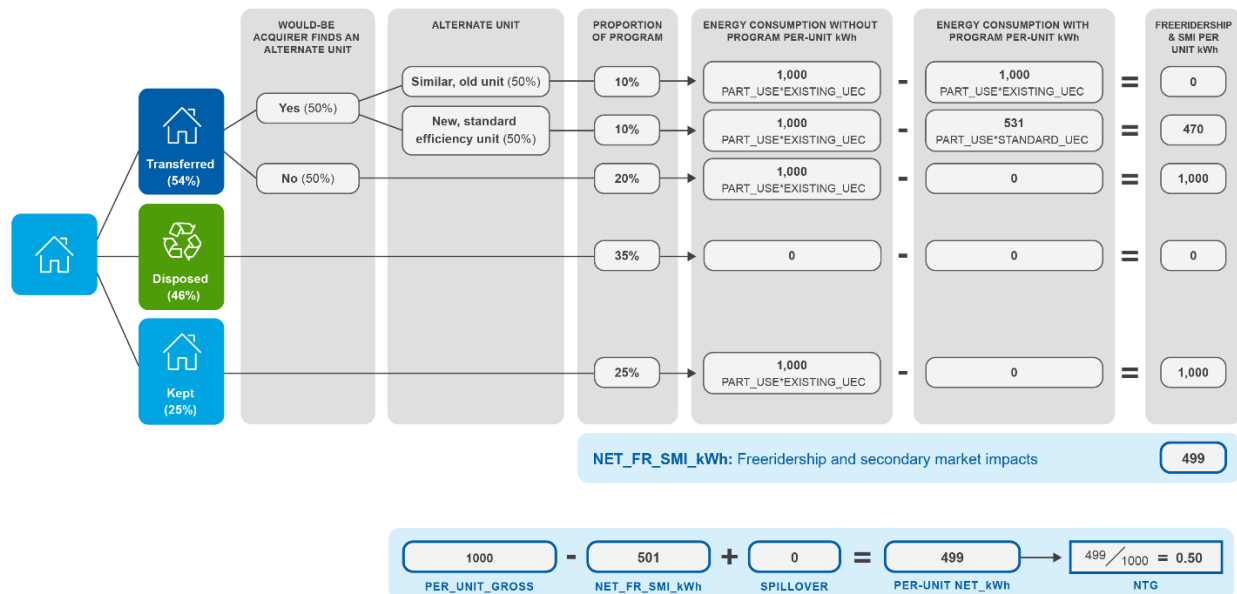 WOULD-BE
ACQUIRER FINDS AN
ALTERNATE UNIT
ALTERNATE UNIT
PROPORTION
OF PROGRAM
ENERGY CONSUMPTION WITHOUT
PROGRAM PER-UNIT kWh
ENERGY CONSUMPTION WITH
PROGRAM PER-UNIT kWh
FREERIDERSHIP
& SMI PER
UNIT kWh
Transferred
(54%)
Yes (50%)
Similar, old unit (50%)
10%
1,000
PART_USE*EXISTING_UEC
-
1,000
PART_USE*EXISTING_UEC
=
0
New, standard
efficiency unit (50%)
10%
1,000
PART_USE*EXISTING_UEC
-
531
PART_USE*STANDARD_UEC
=
470
No (50%)
20%
1,000
PART_USE*EXISTING_UEC
-
0
=
1,000
Disposed
(46%)
35%
0
-
0
=
0
Kept
(25%)
25%
1,000
PART_USE*EXISTING_UEC
-
0
=
1,000
NET_FR_SMI_kWh: Freeridership and secondary market impacts
499
1000
-
501
+
0
=
499
499/1000 = 0.50
PER_UNIT_GROSS
NET_FR_SMI_kWh
SPILLOVER
PER-UNIT NET_kWh
NTG